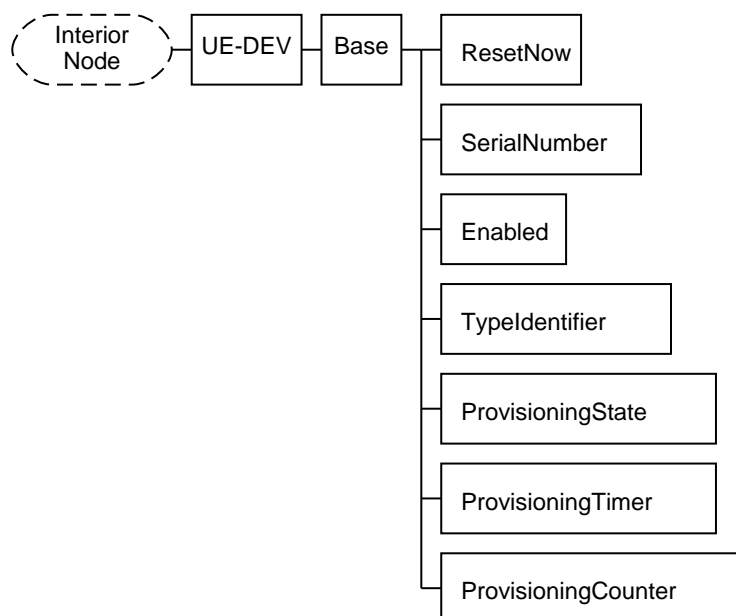 Interior
Node
UE-DEV
Base
ResetNow
SerialNumber
Enabled
TypeIdentifier
ProvisioningState
ProvisioningTimer
ProvisioningCounter